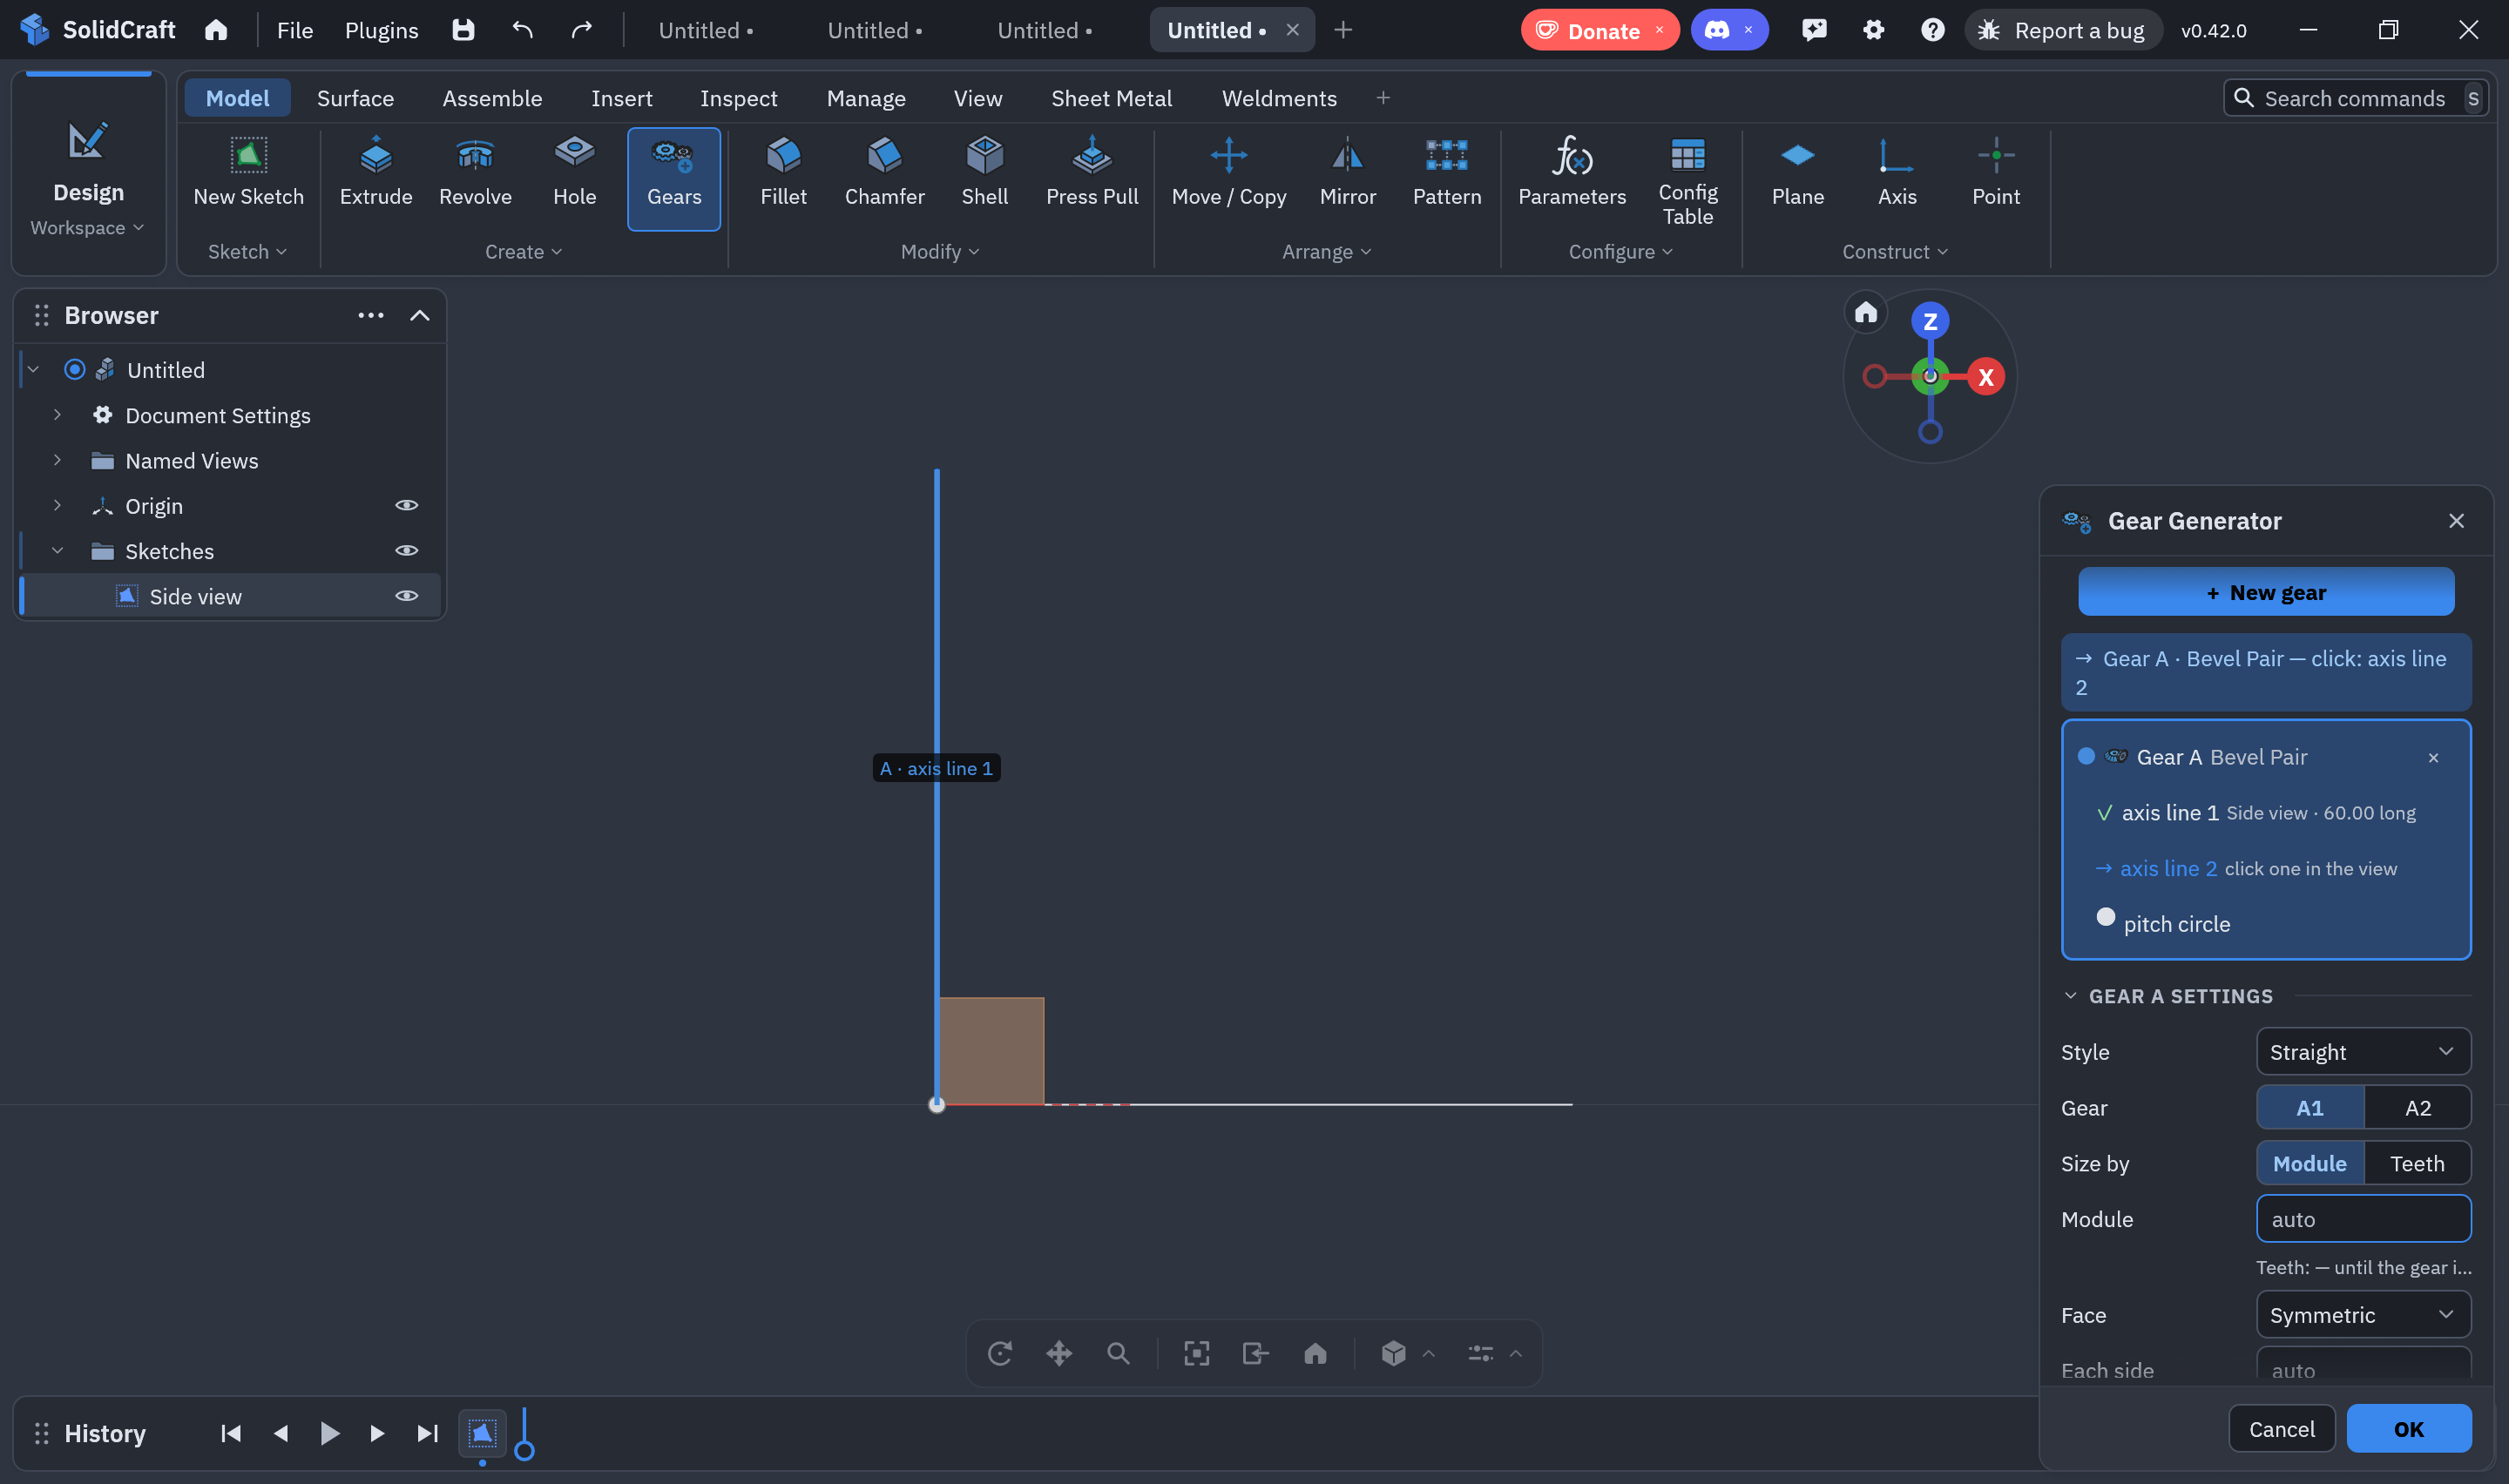 SolidCraft
File
Plugins
Untitled •
Untitled •
Untitled •
Untitled •
Donate
Report a bug
v0.42.0
Design
Workspace
Model
Surface
Assemble
Insert
Inspect
Manage
View
Sheet Metal
Weldments
Search commands
S
New Sketch
Extrude
Revolve
Hole
Gears
Fillet
Chamfer
Shell
Press Pull
Move / Copy
Mirror
Pattern
Parameters
Config
Table
Plane
Axis
Point
Sketch
Create
Modify
Arrange
Configure
Construct
Browser
Untitled
Document Settings
Named Views
Origin
Sketches
Side view
Z
X
A · axis line 1
Gear Generator
+ New gear
→ Gear A · Bevel Pair — click: axis line
2
Gear A Bevel Pair
✓ axis line 1 Side view · 60.00 long
→ axis line 2 click one in the view
pitch circle
GEAR A SETTINGS
Style
Straight
Gear
A1
A2
Size by
Module
Teeth
Module
auto
Teeth: — until the gear i...
Face
Symmetric
Each side
auto
Cancel
OK
History